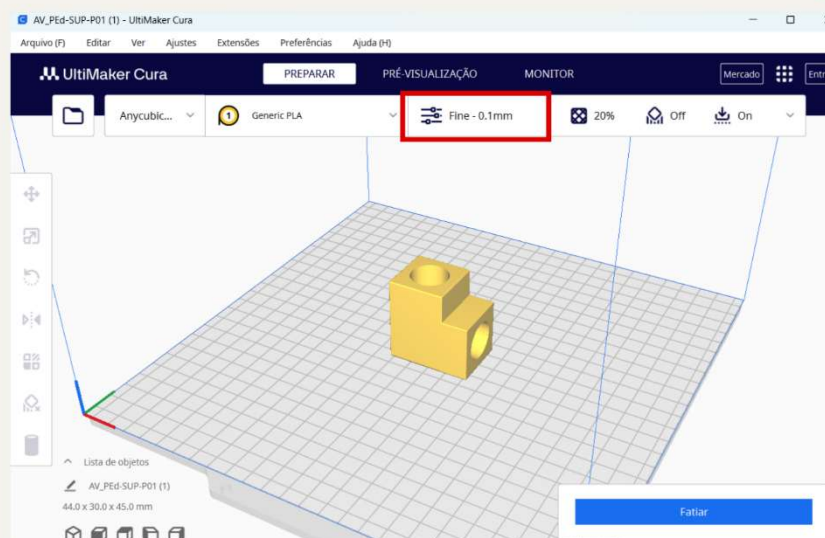 AV_PEd-SUP-P01 (1) - UltiMaker Cura
Arquivo (F) Editar Ver Ajustes Extensões Preferências Ajuda (H)
UltiMaker Cura PREPARAR PRÉ-VISUALIZAÇÃO MONITOR Mercado Entr
Anycubic... 1 Generic PLA Fine - 0.1mm 20% Off On
Lista de objetos
AV_PEd-SUP-P01 (1)
44.0 x 30.0 x 45.0 mm
Fatiar